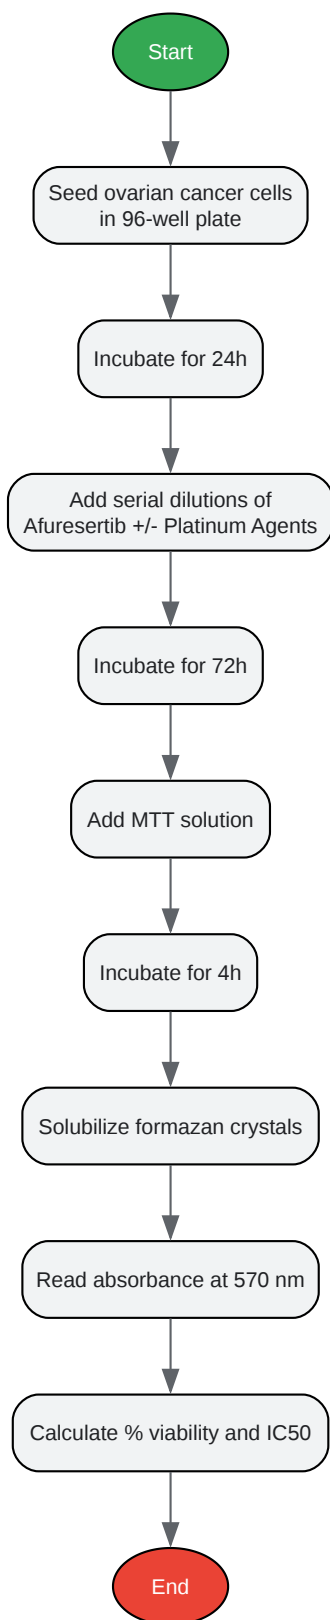 Start
Seed ovarian cancer cells
in 96-well plate
Incubate for 24h
Add serial dilutions of
Afuresertib +/- Platinum Agents
Incubate for 72h
Add MTT solution
Incubate for 4h
Solubilize formazan crystals
Read absorbance at 570 nm
Calculate % viability and IC50
End